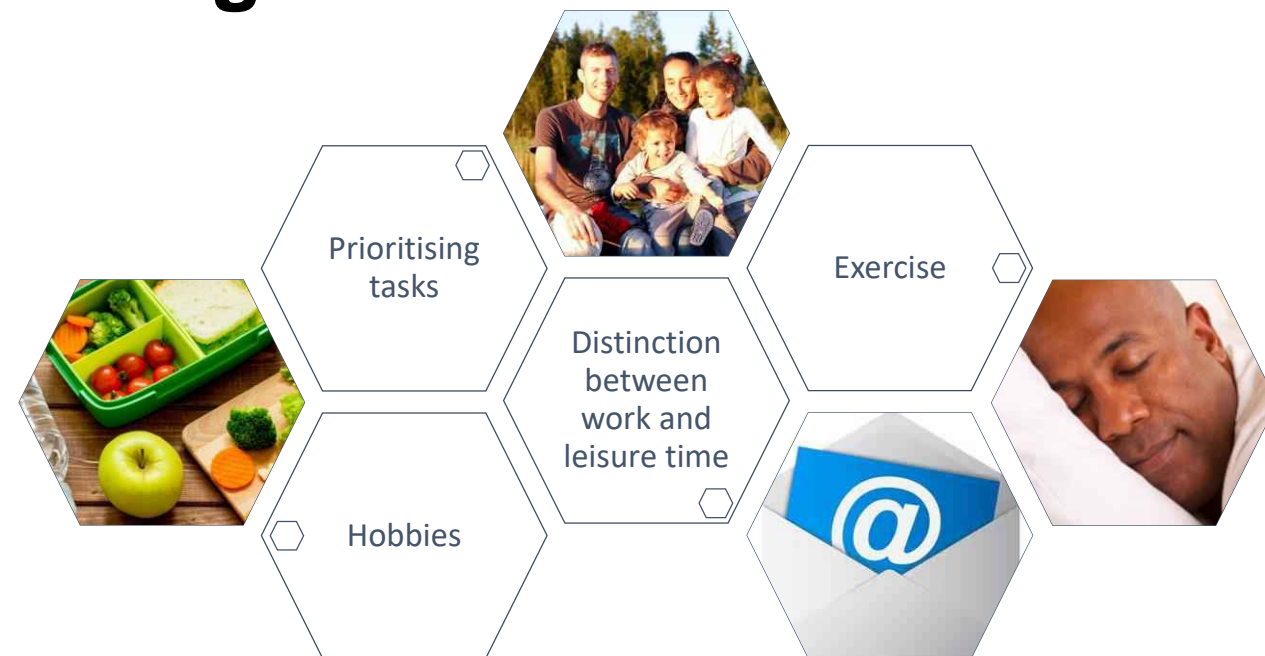 Prioritising
tasks
Exercise
Distinction
between
work and
leisure time
Hobbies
@